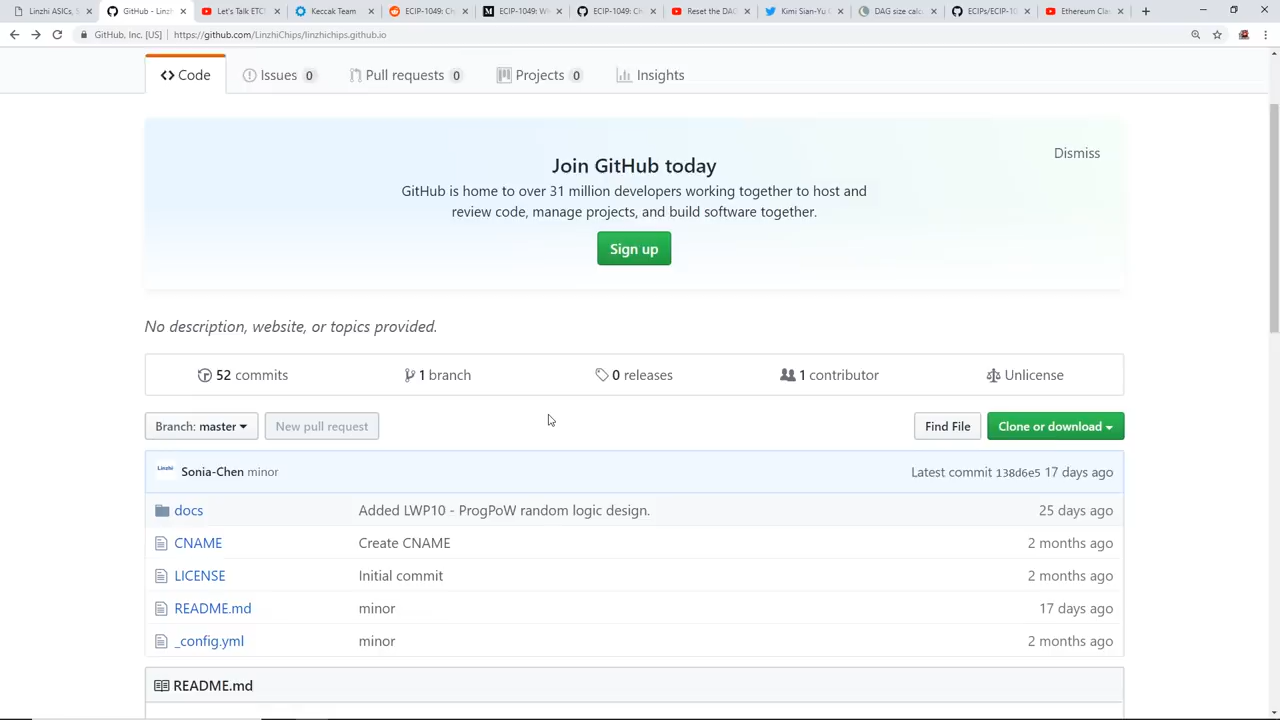 Linzhi ASICs, S
GitHub - Linzhi
Let's Talk ETC!
Keccak Team
ECIP-1049: Ch
ECIP-1049: W
ECIP-1049: C
Reset the DAG
Kimi Sian-Yu
DAG size calc
ECIPs/ECIP-10
Ethereum Clas
GitHub, Inc. [US] | https://github.com/LinzhiChips/linzhichips.github.io
Code
Issues 0
Pull requests 0
Projects 0
Insights
Join GitHub today
Dismiss
GitHub is home to over 31 million developers working together to host and
review code, manage projects, and build software together.
Sign up
No description, website, or topics provided.
52 commits
1 branch
0 releases
1 contributor
Unlicense
Branch: master
New pull request
Find File
Clone or download
Linzhi
Sonia-Chen minor
Latest commit 138d6e5 17 days ago
docs
Added LWP10 - ProgPoW random logic design.
25 days ago
CNAME
Create CNAME
2 months ago
LICENSE
Initial commit
2 months ago
README.md
minor
17 days ago
_config.yml
minor
2 months ago
README.md